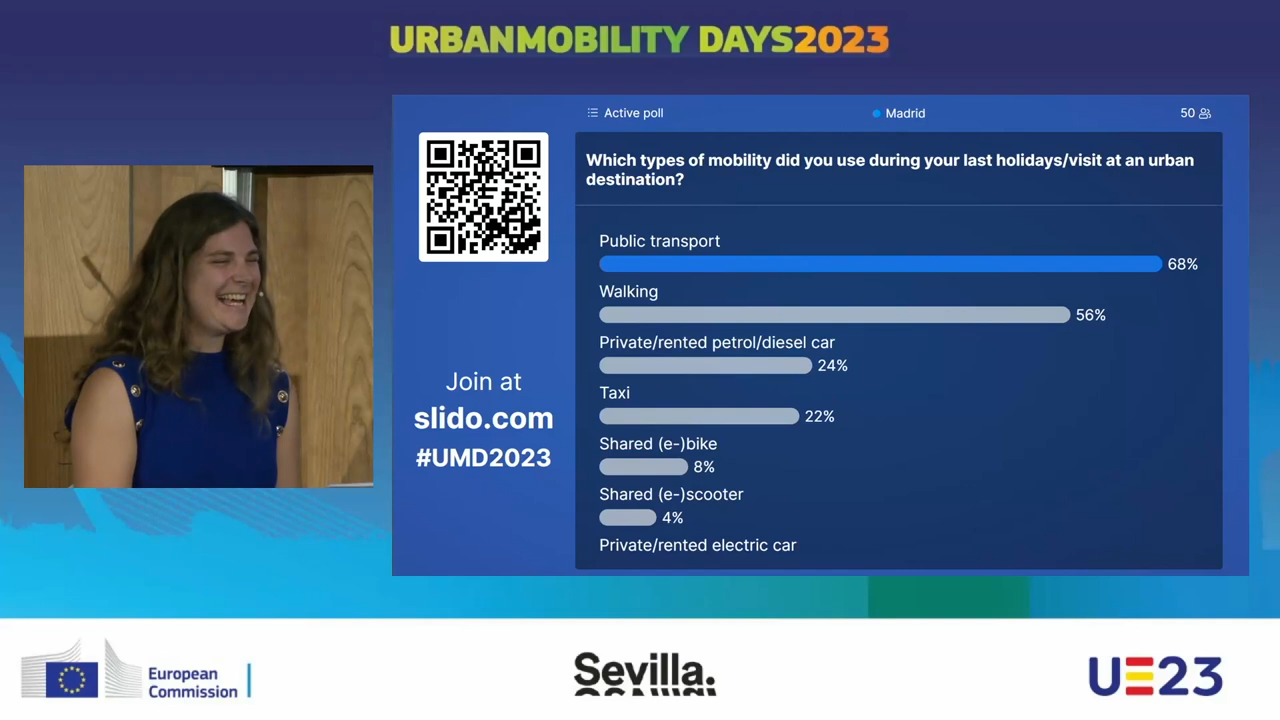 URBANMOBILITY DAYS2023
Active poll
Madrid
50
Which types of mobility did you use during your last holidays/visit at an urban
destination?
Public transport
68%
Walking
56%
Private/rented petrol/diesel car
24%
Taxi
22%
Shared (e-)bike
8%
Shared (e-)scooter
4%
Private/rented electric car
Join at
slido.com
#UMD2023
European
Commission
Sevilla.
UE23